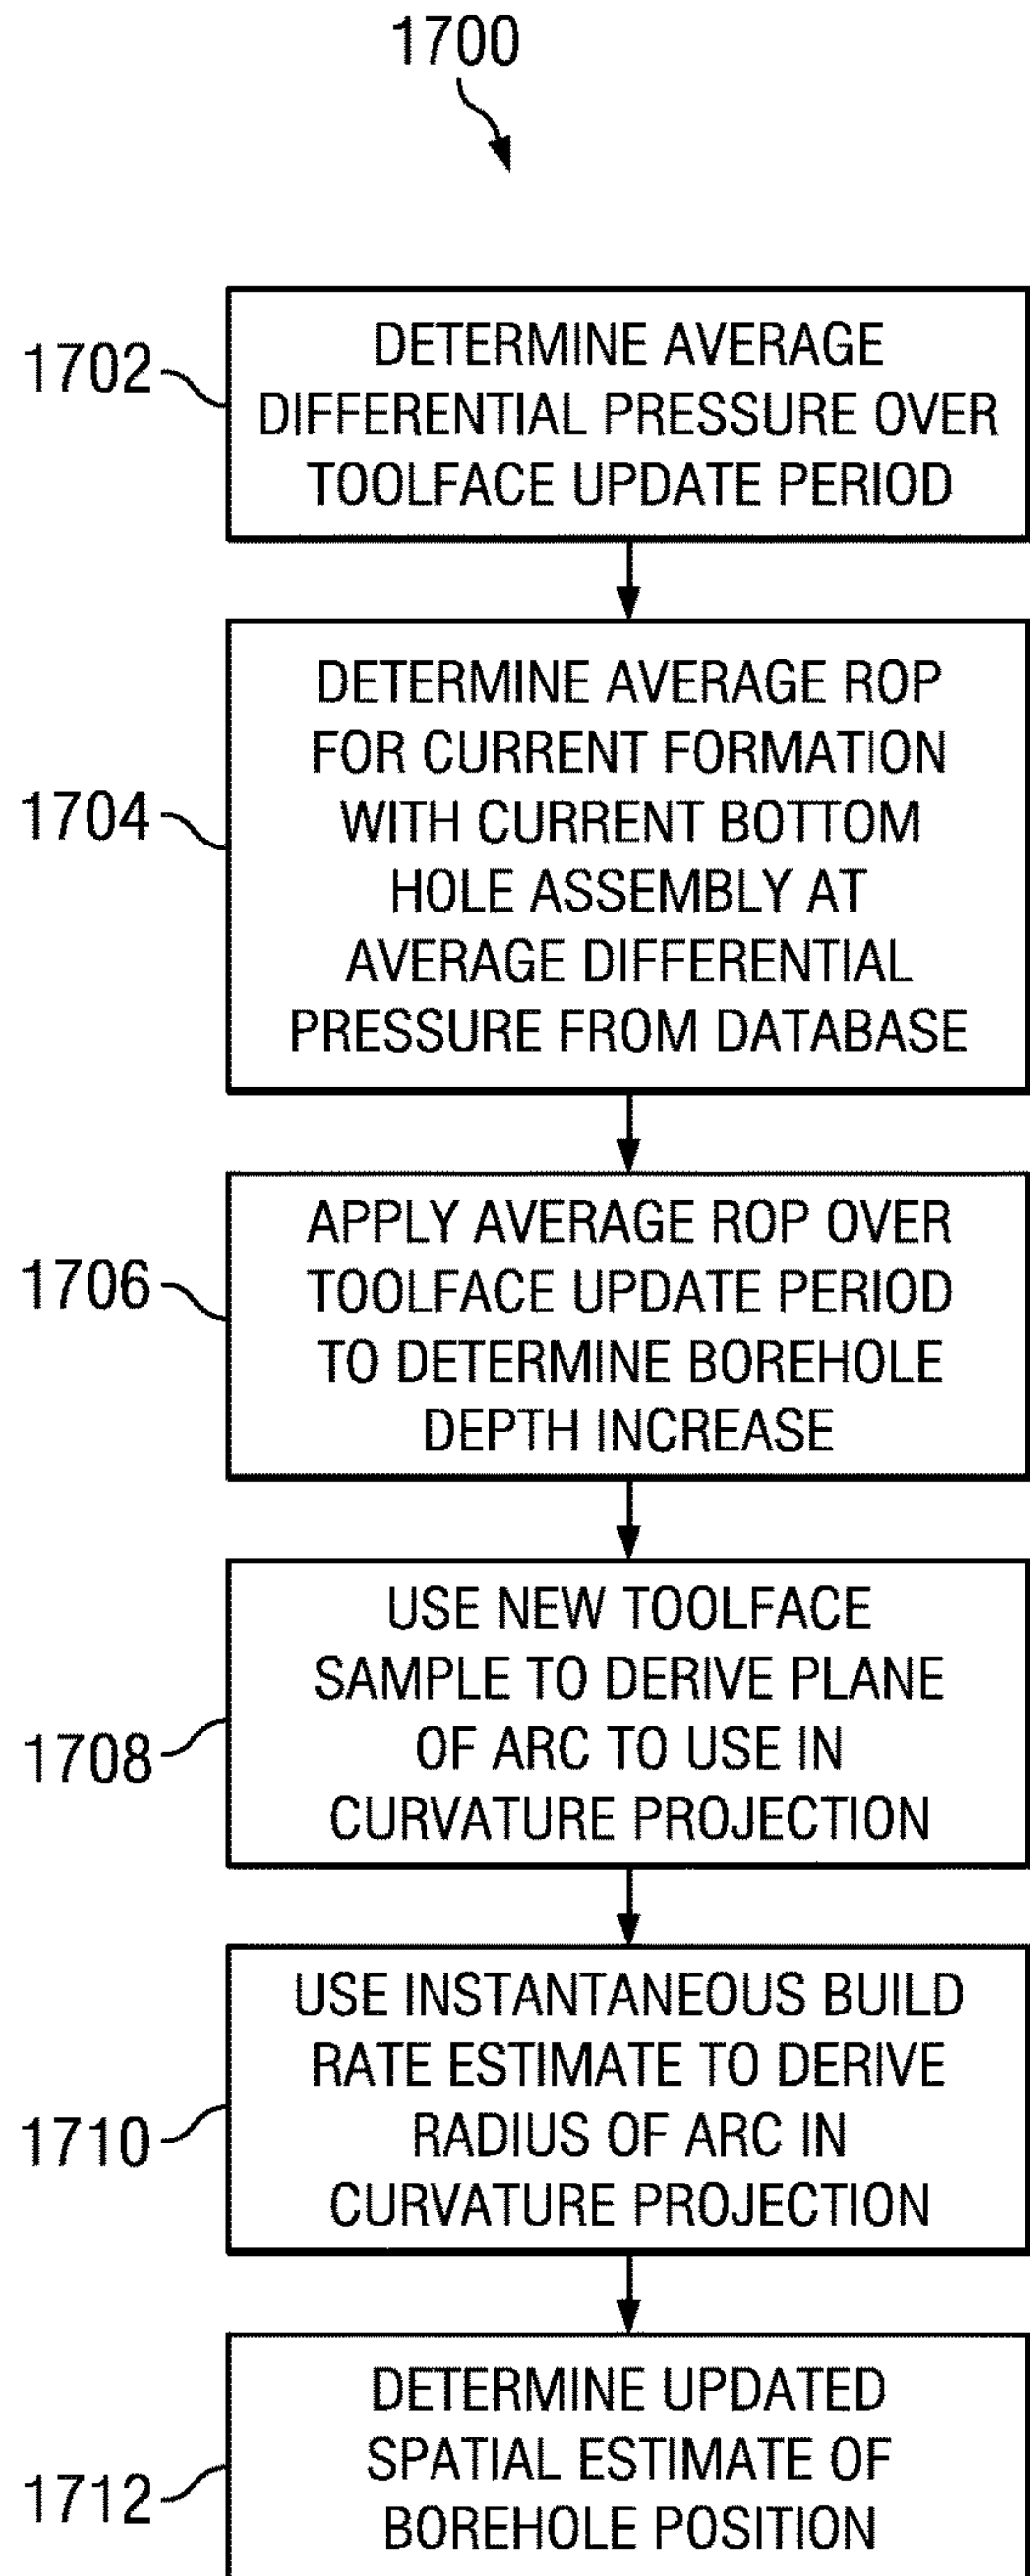 1700
1702
DETERMINE AVERAGE
DIFFERENTIAL PRESSURE OVER
TOOLFACE UPDATE PERIOD
1704
DETERMINE AVERAGE ROP
FOR CURRENT FORMATION
WITH CURRENT BOTTOM
HOLE ASSEMBLY AT
AVERAGE DIFFERENTIAL
PRESSURE FROM DATABASE
1706
APPLY AVERAGE ROP OVER
TOOLFACE UPDATE PERIOD
TO DETERMINE BOREHOLE
DEPTH INCREASE
1708
USE NEW TOOLFACE
SAMPLE TO DERIVE PLANE
OF ARC TO USE IN
CURVATURE PROJECTION
1710
USE INSTANTANEOUS BUILD
RATE ESTIMATE TO DERIVE
RADIUS OF ARC IN
CURVATURE PROJECTION
1712
DETERMINE UPDATED
SPATIAL ESTIMATE OF
BOREHOLE POSITION